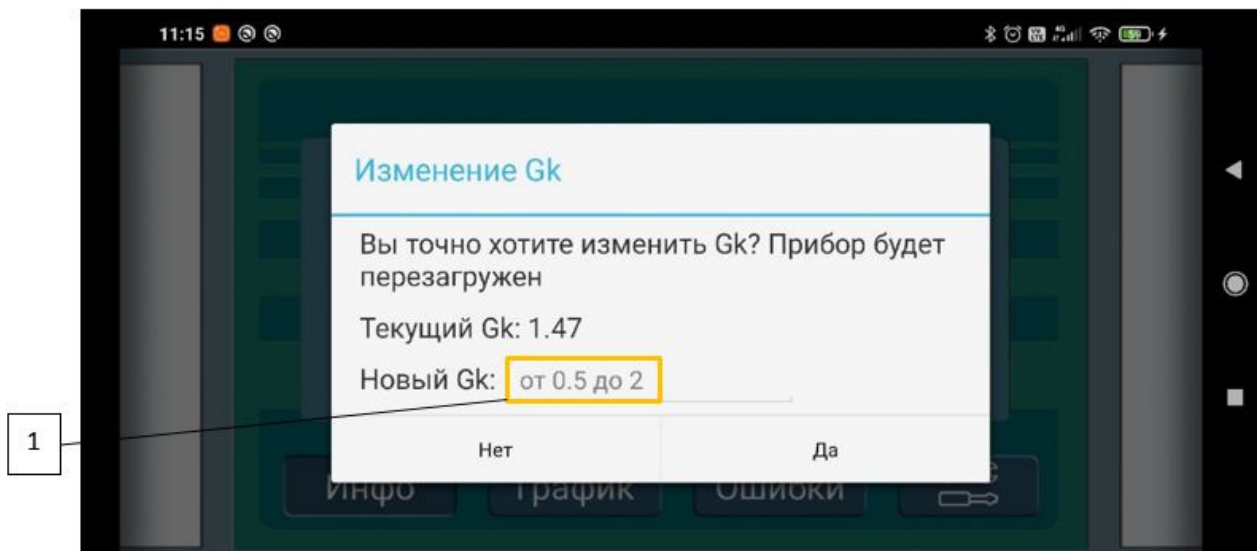 11:15
59
Изменение Gk
Вы точно хотите изменить Gk? Прибор будет
перезагружен
Текущий Gk: 1.47
Новый Gk: от 0.5 до 2
1
Нет Да
Инфо График Ошибки